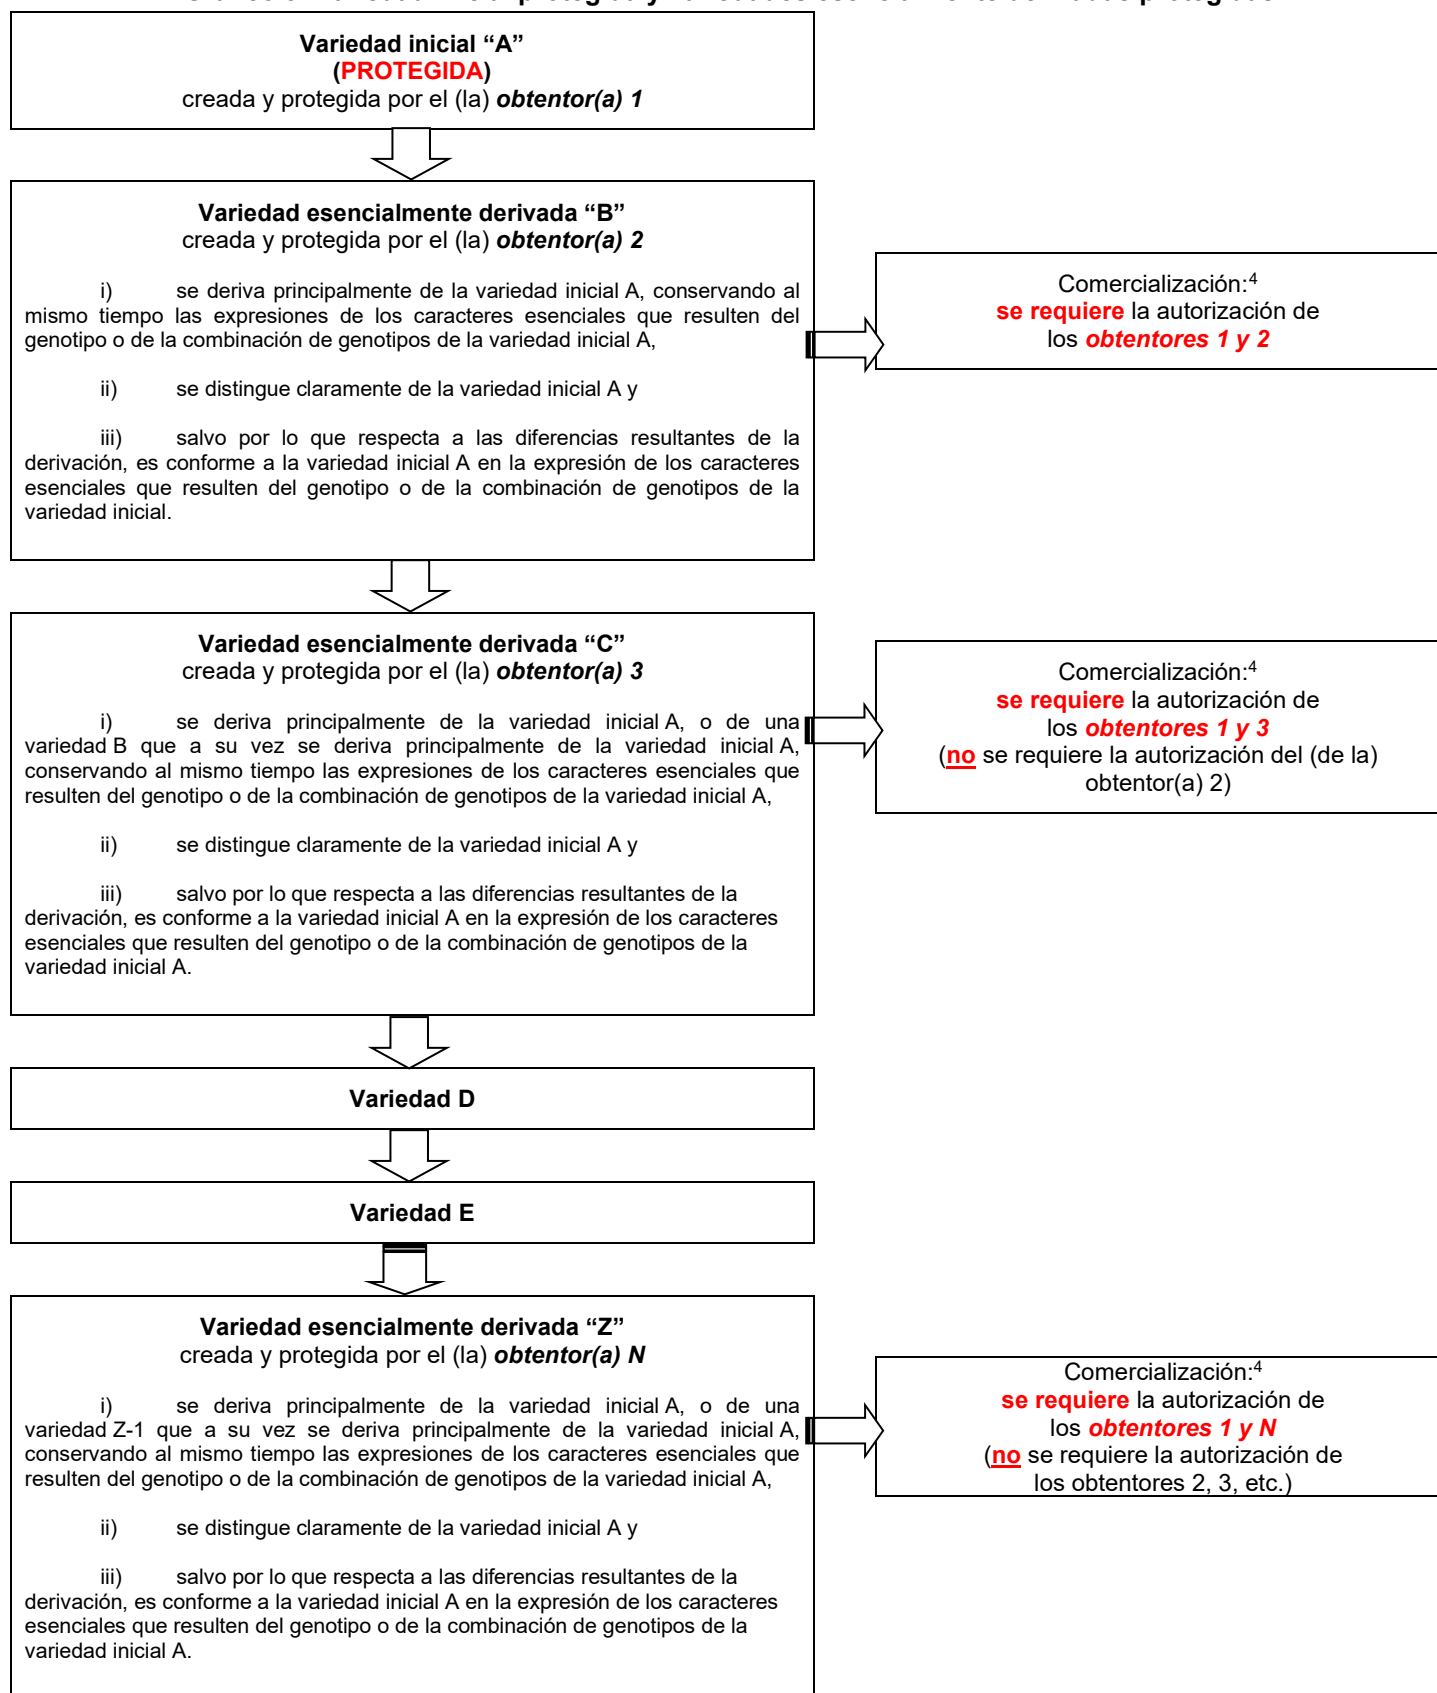 Variedad inicial “A”
(PROTEGIDA)
creada y protegida por el (la) obtentor(a) 1
Variedad esencialmente derivada “B”
creada y protegida por el (la) obtentor(a) 2
i) se deriva principalmente de la variedad inicial A, conservando al
mismo tiempo las expresiones de los caracteres esenciales que resulten del
genotipo o de la combinación de genotipos de la variedad inicial A,
ii) se distingue claramente de la variedad inicial A y
iii) salvo por lo que respecta a las diferencias resultantes de la
derivación, es conforme a la variedad inicial A en la expresión de los caracteres
esenciales que resulten del genotipo o de la combinación de genotipos de la
variedad inicial.
Comercialización:4
se requiere la autorización de
los obtentores 1 y 2
Variedad esencialmente derivada “C”
creada y protegida por el (la) obtentor(a) 3
i) se deriva principalmente de la variedad inicial A, o de una
variedad B que a su vez se deriva principalmente de la variedad inicial A,
conservando al mismo tiempo las expresiones de los caracteres esenciales que
resulten del genotipo o de la combinación de genotipos de la variedad inicial A,
ii) se distingue claramente de la variedad inicial A y
iii) salvo por lo que respecta a las diferencias resultantes de la
derivación, es conforme a la variedad inicial A en la expresión de los caracteres
esenciales que resulten del genotipo o de la combinación de genotipos de la
variedad inicial A.
Comercialización:4
se requiere la autorización de
los obtentores 1 y 3
(no se requiere la autorización del (de la)
obtentor(a) 2)
Variedad D
Variedad E
Variedad esencialmente derivada “Z”
creada y protegida por el (la) obtentor(a) N
i) se deriva principalmente de la variedad inicial A, o de una
variedad Z-1 que a su vez se deriva principalmente de la variedad inicial A,
conservando al mismo tiempo las expresiones de los caracteres esenciales que
resulten del genotipo o de la combinación de genotipos de la variedad inicial A,
ii) se distingue claramente de la variedad inicial A y
iii) salvo por lo que respecta a las diferencias resultantes de la
derivación, es conforme a la variedad inicial A en la expresión de los caracteres
esenciales que resulten del genotipo o de la combinación de genotipos de la
variedad inicial A.
Comercialización:4
se requiere la autorización de
los obtentores 1 y N
(no se requiere la autorización de
los obtentores 2, 3, etc.)